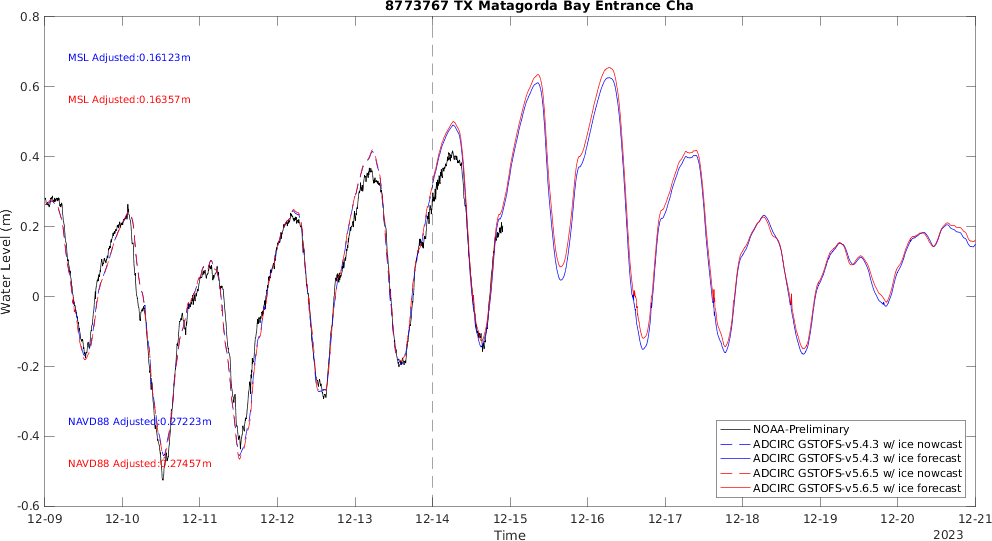 8773767 TX Matagorda Bay Entrance Cha
0.8
0.6
0.4
0.2
0
-0.2
-0.4
-0.6
Water Level (m)
MSL Adjusted:0.16123m
MSL Adjusted:0.16357m
NAVD88 Adjusted:0.27223m
NAVD88 Adjusted:0.27457m
NOAA-Preliminary
ADCIRC GSTOFS-v5.4.3 w/ ice nowcast
ADCIRC GSTOFS-v5.4.3 w/ ice forecast
ADCIRC GSTOFS-v5.6.5 w/ ice nowcast
ADCIRC GSTOFS-v5.6.5 w/ ice forecast
12-09 12-10 12-11 12-12 12-13 12-14 12-15 12-16 12-17 12-18 12-19 12-20 12-21
Time
2023